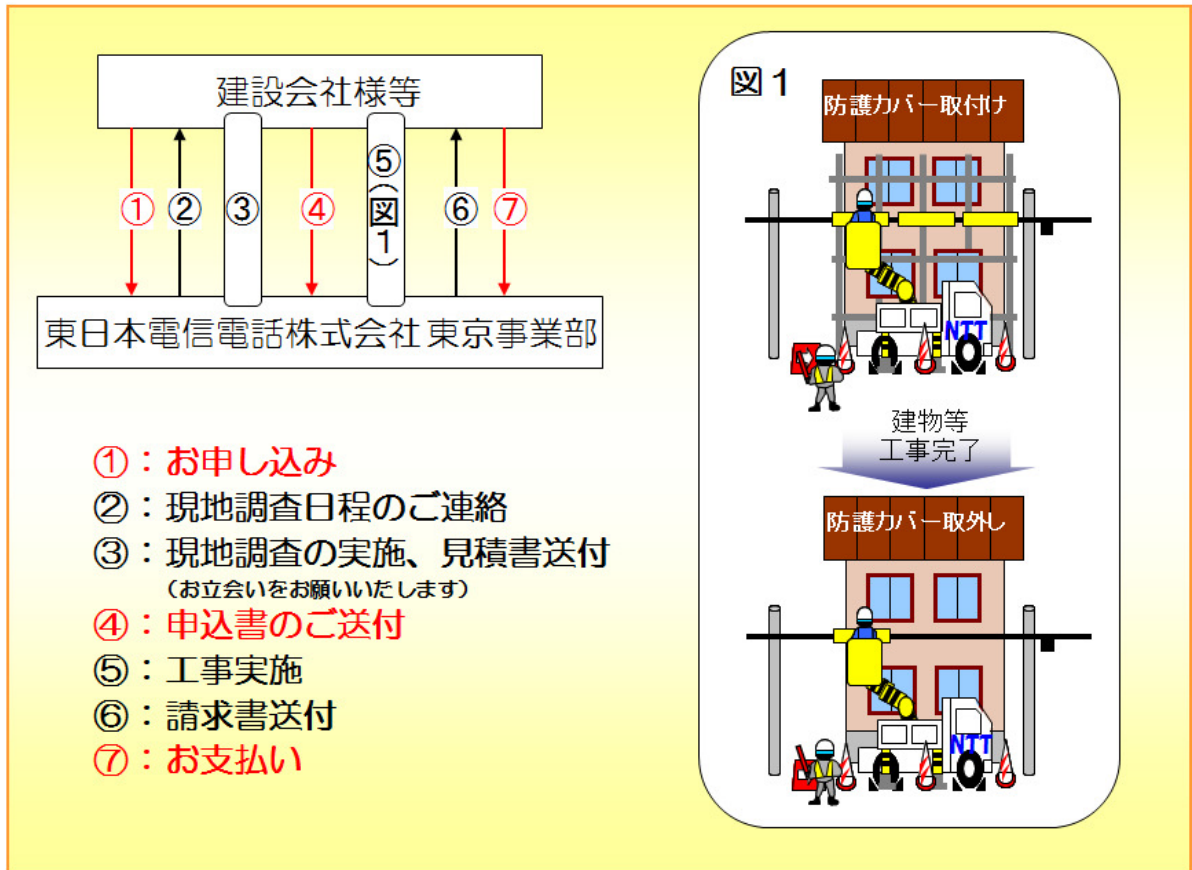 建設会社様等
①
②
③
④
⑤(図1)
⑥
⑦
東日本電信電話株式会社 東京事業部
①：お申し込み
②：現地調査日程のご連絡
③：現地調査の実施、見積書送付
(お立会いをお願いいたします)
④：申込書のご送付
⑤：工事実施
⑥：請求書送付
⑦：お支払い
図1
防護カバー取付け
NTT
建物等
工事完了
防護カバー取外し
NTT